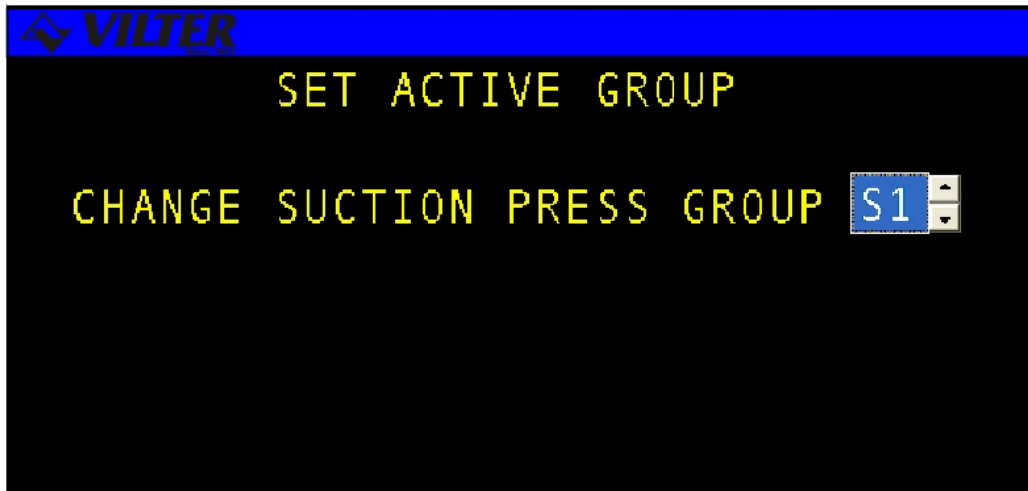 VILTER
SET ACTIVE GROUP
CHANGE SUCTION PRESS GROUP S1